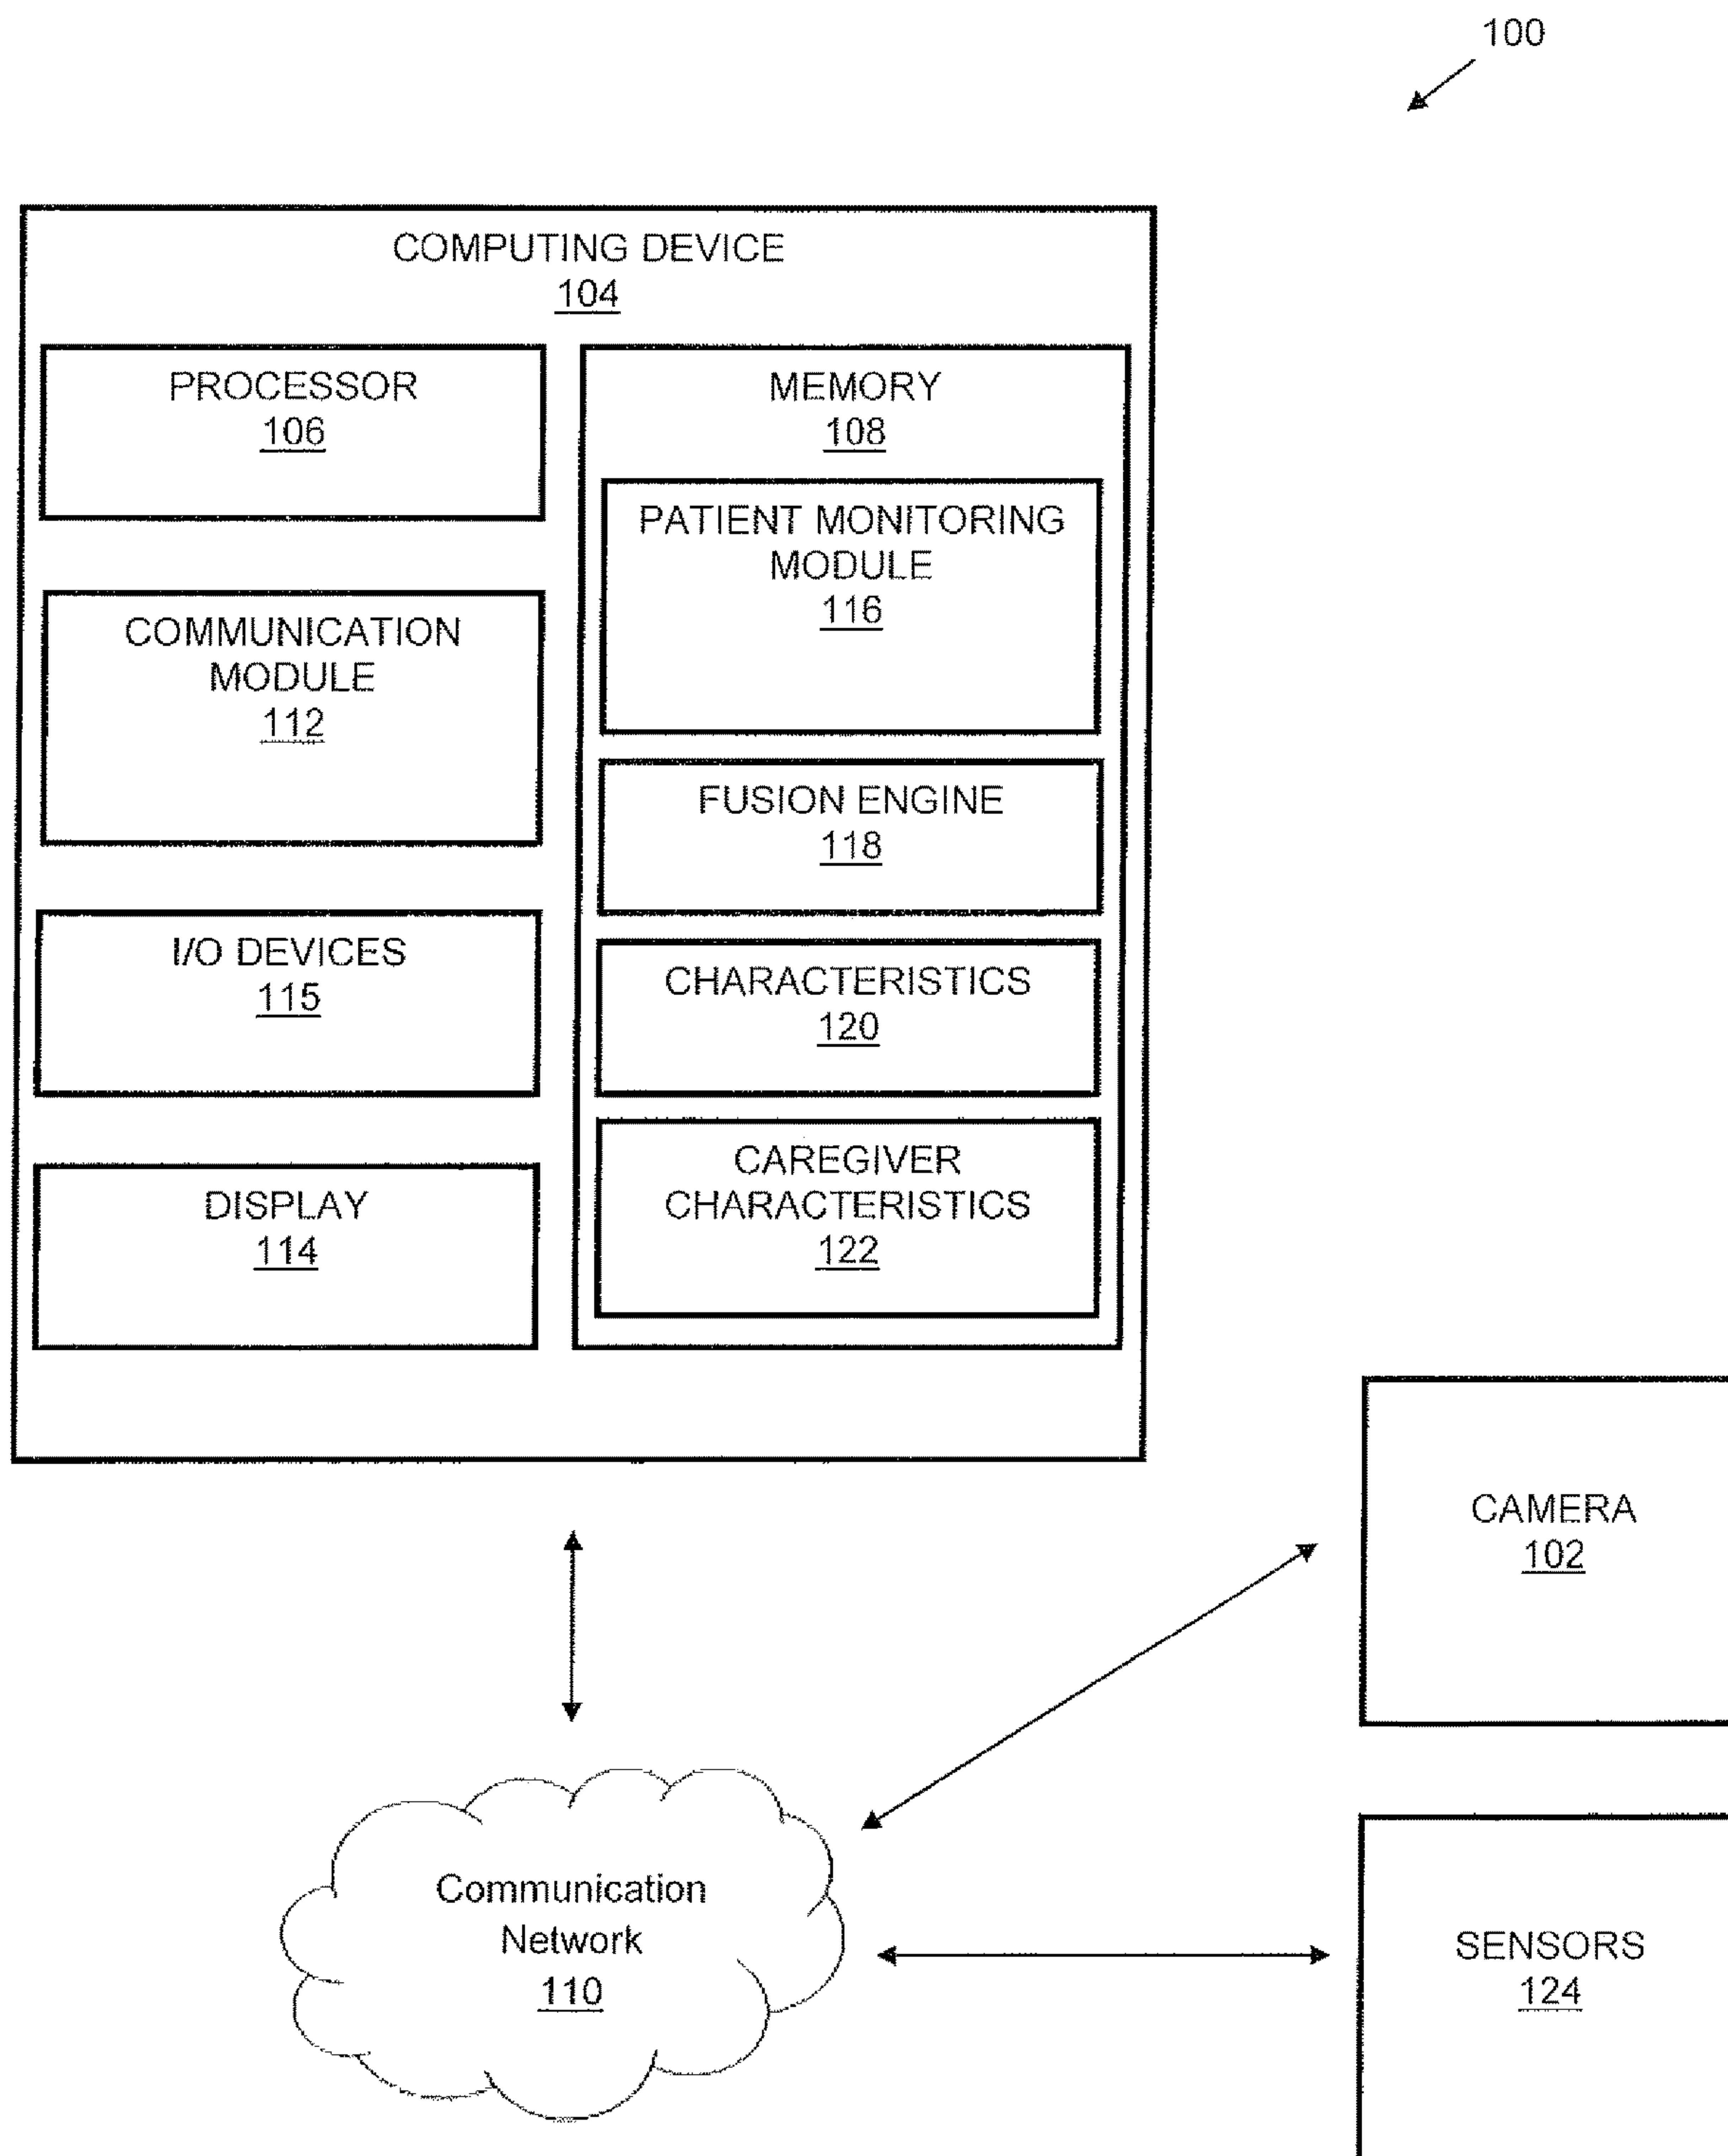 100
COMPUTING DEVICE
104
PROCESSOR
106
COMMUNICATION
MODULE
112
I/O DEVICES
115
DISPLAY
114
MEMORY
108
PATIENT MONITORING
MODULE
116
FUSION ENGINE
118
CHARACTERISTICS
120
CAREGIVER
CHARACTERISTICS
122
CAMERA
102
Communication
Network
110
SENSORS
124